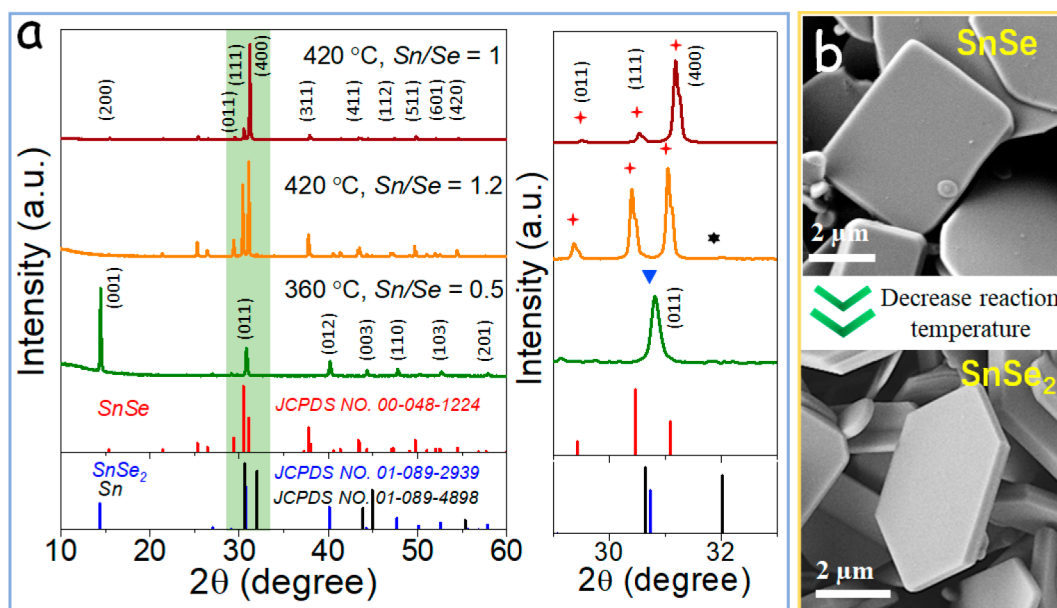 a
420 °C, Sn/Se = 1
(200)
(011)
(111)
(400)
(311)
(411)
(112)
(511)
(601)
(420)
420 °C, Sn/Se = 1.2
360 °C, Sn/Se = 0.5
(001)
(011)
(012)
(003)
(110)
(103)
(201)
SnSe
JCPDS NO. 00-048-1224
SnSe2
JCPDS NO. 01-089-2939
Sn
JCPDS NO. 01-089-4898
Intensity (a.u.)
10 20 30 40 50 60
2θ (degree)
(011)
(111)
(400)
(011)
Intensity (a.u.)
30 32
2θ (degree)
b
SnSe
2 μm
Decrease reaction
temperature
SnSe2
2 μm